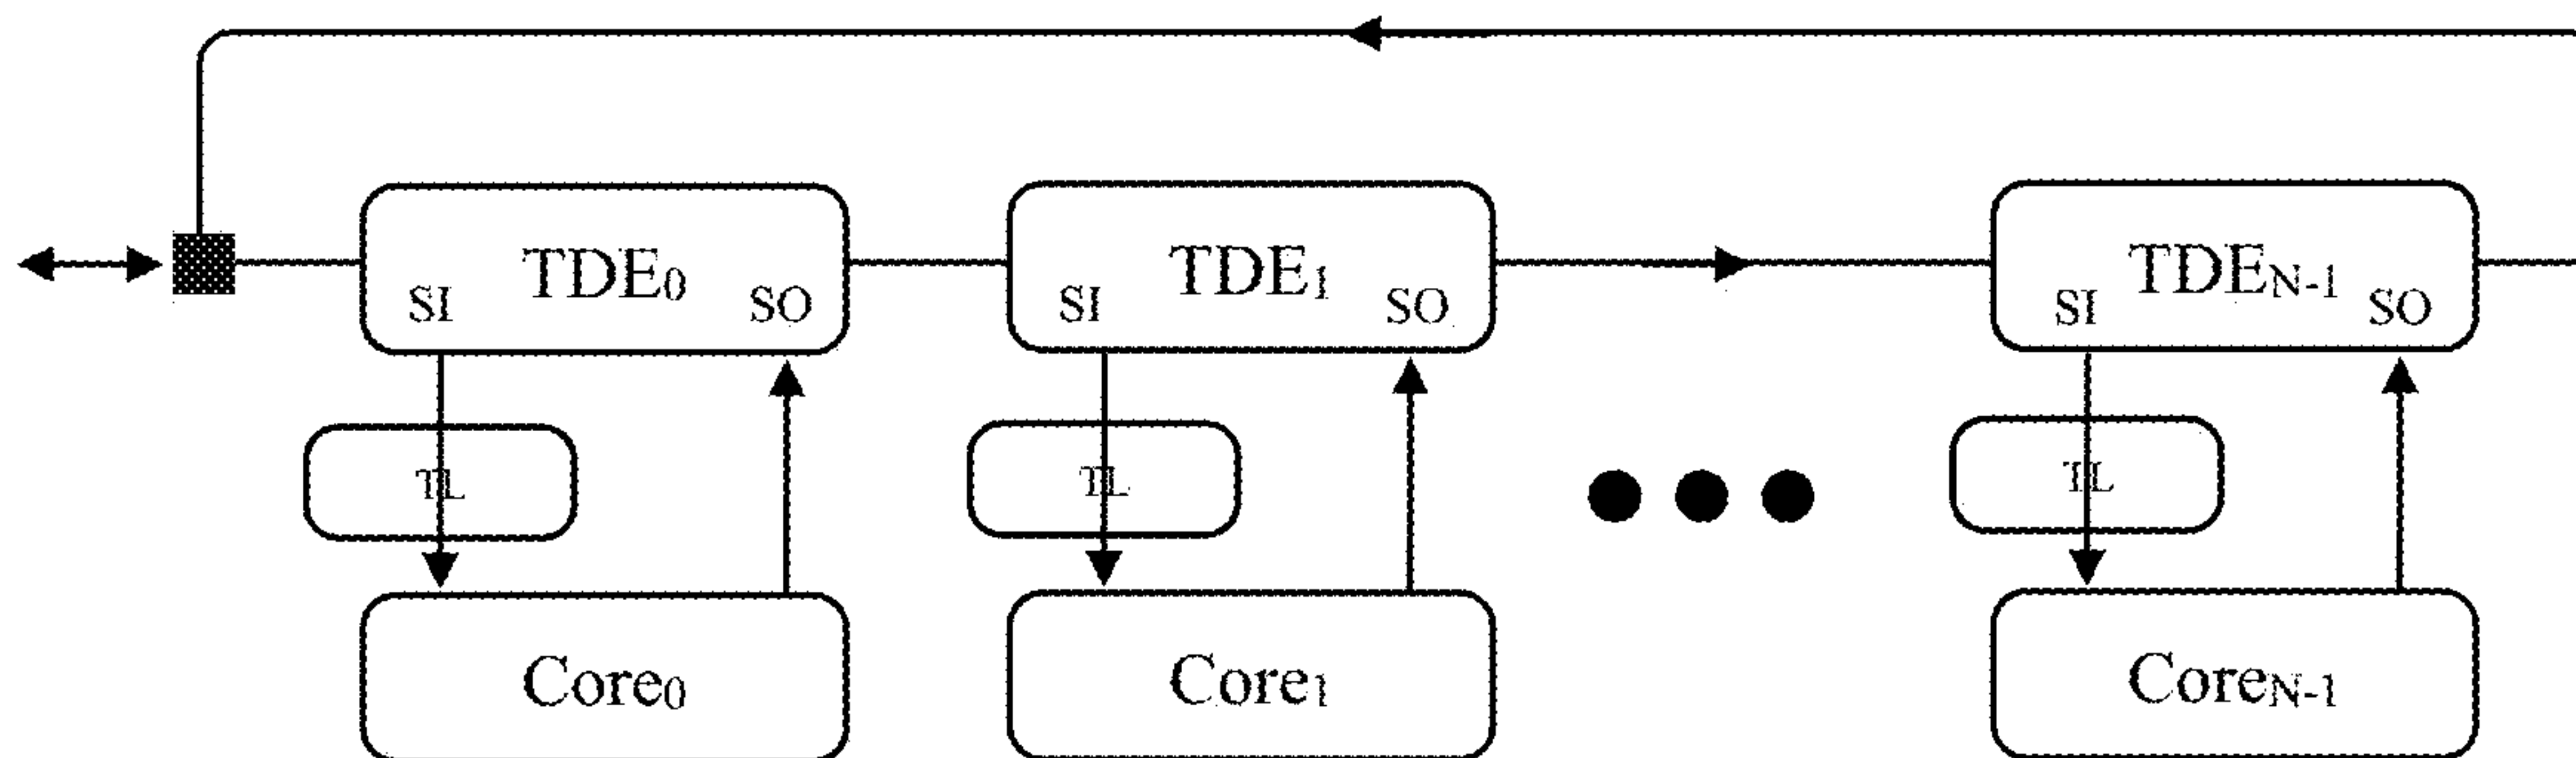 TDE₀ TDE₁ TDEN-1
SI SO SI SO SI SO
TL TL TL
Core₀ Core₁ CoreN-1